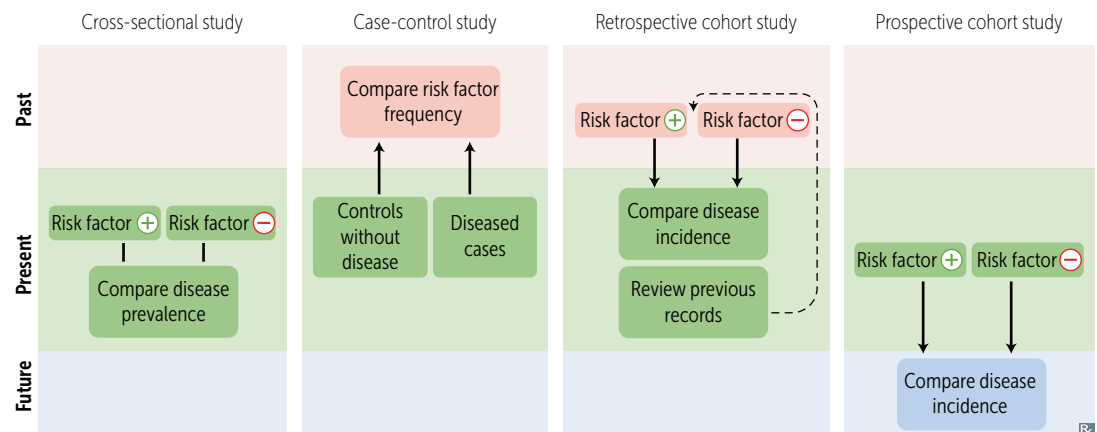 Cross-sectional study
Case-control study
Retrospective cohort study
Prospective cohort study
Past
Present
Future
Risk factor +
Risk factor −
Compare disease
prevalence
Compare risk factor
frequency
Controls
without
disease
Diseased
cases
Risk factor +
Risk factor −
Compare disease
incidence
Review previous
records
Risk factor +
Risk factor −
Compare disease
incidence